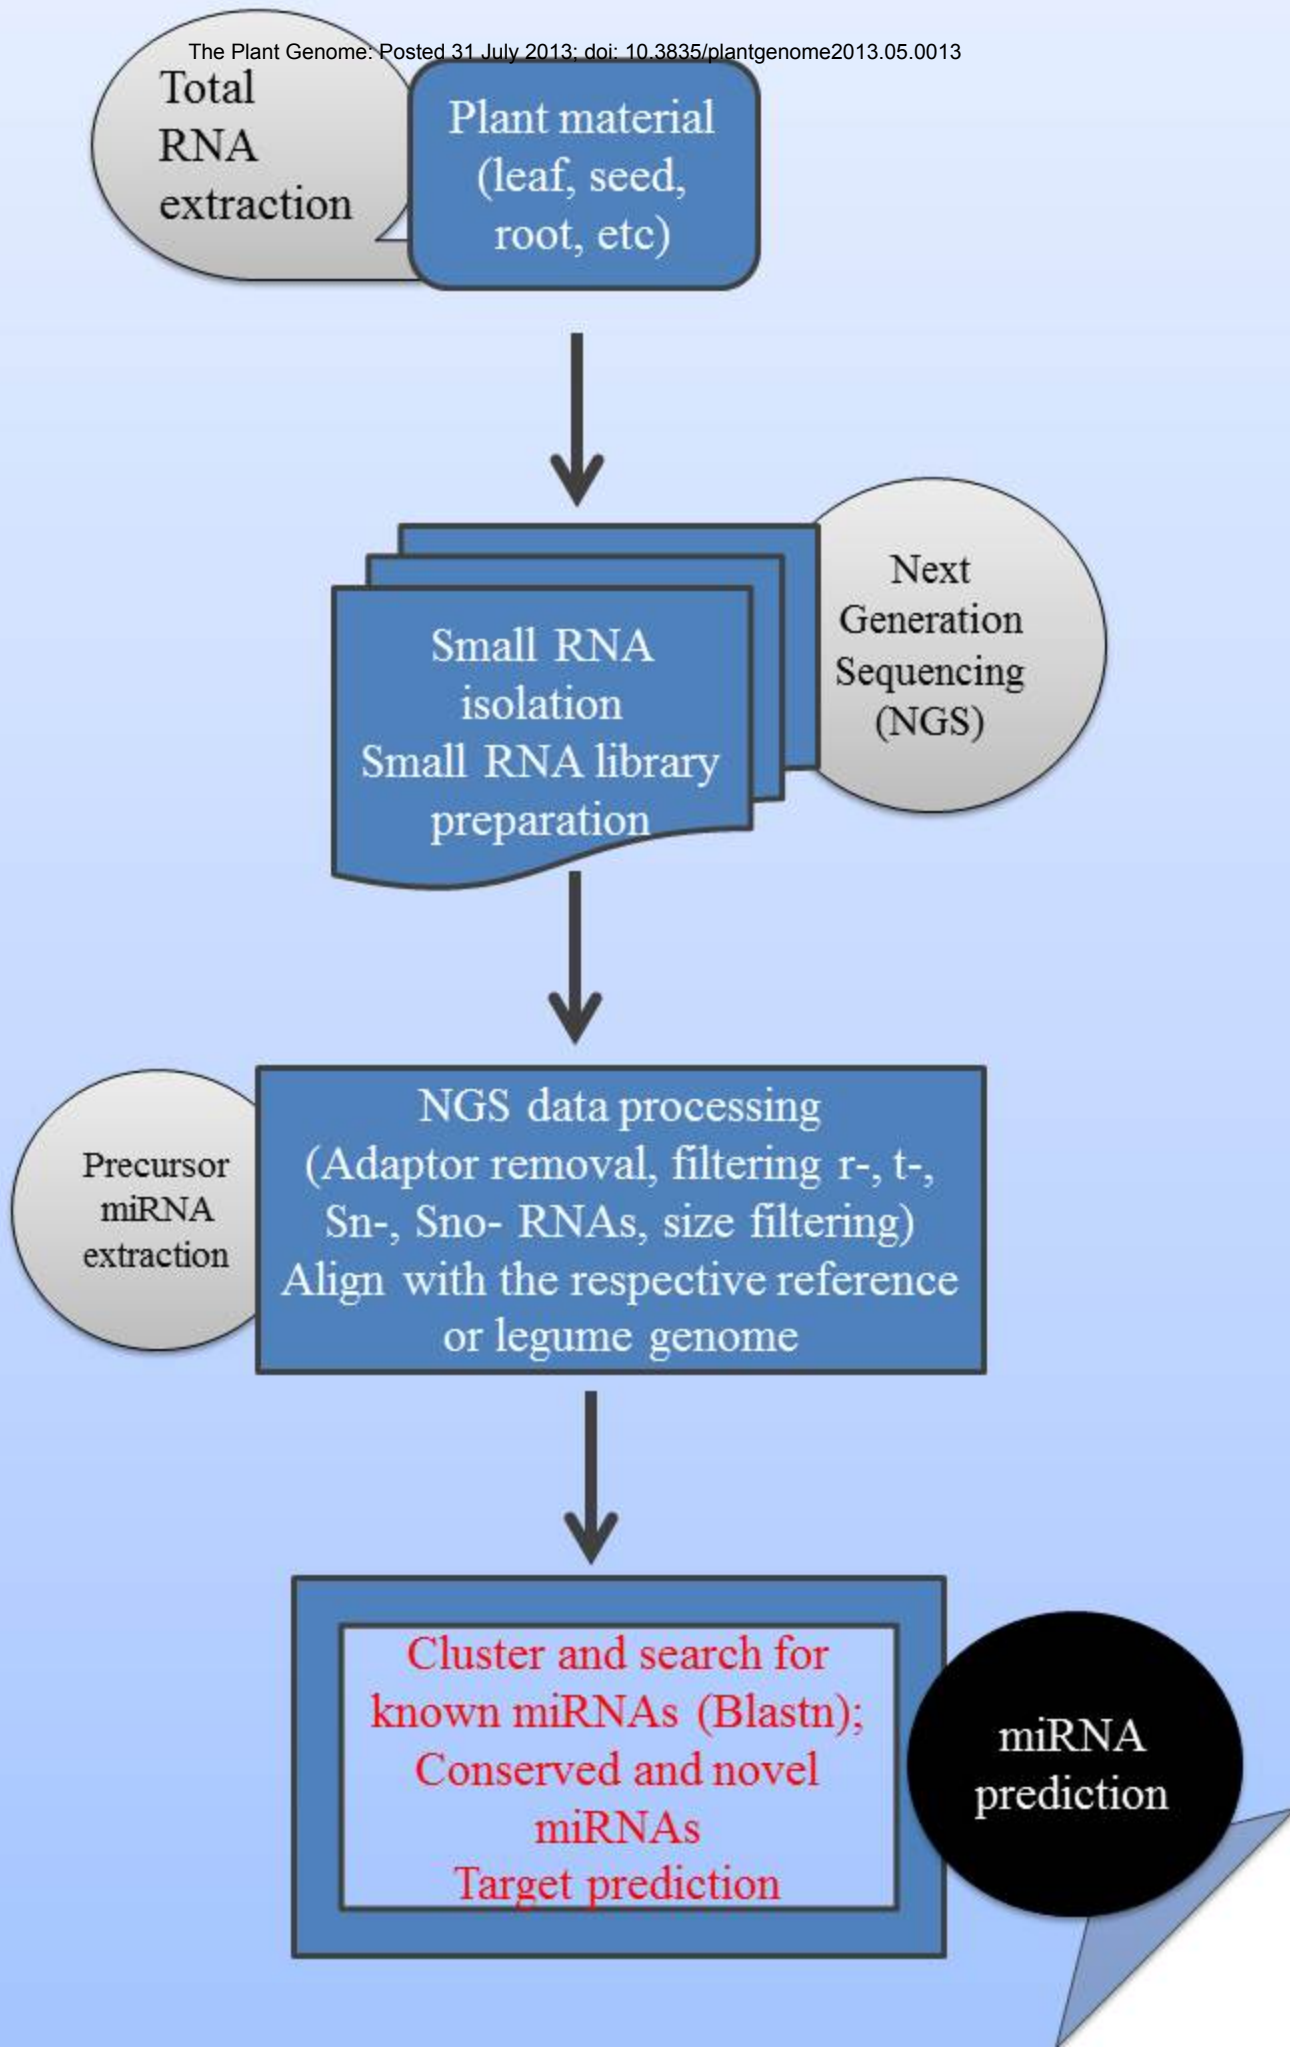 The Plant Genome: Posted 31 July 2013; doi: 10.3835/plantgenome2013.05.0013
Total
RNA
extraction
Plant material
(leaf, seed,
root, etc)
Small RNA
isolation
Small RNA library
preparation
Next
Generation
Sequencing
(NGS)
Precursor
miRNA
extraction
NGS data processing
(Adaptor removal, filtering r-, t-,
Sn-, Sno- RNAs, size filtering)
Align with the respective reference
or legume genome
Cluster and search for
known miRNAs (Blastn);
Conserved and novel
miRNAs
Target prediction
miRNA
prediction